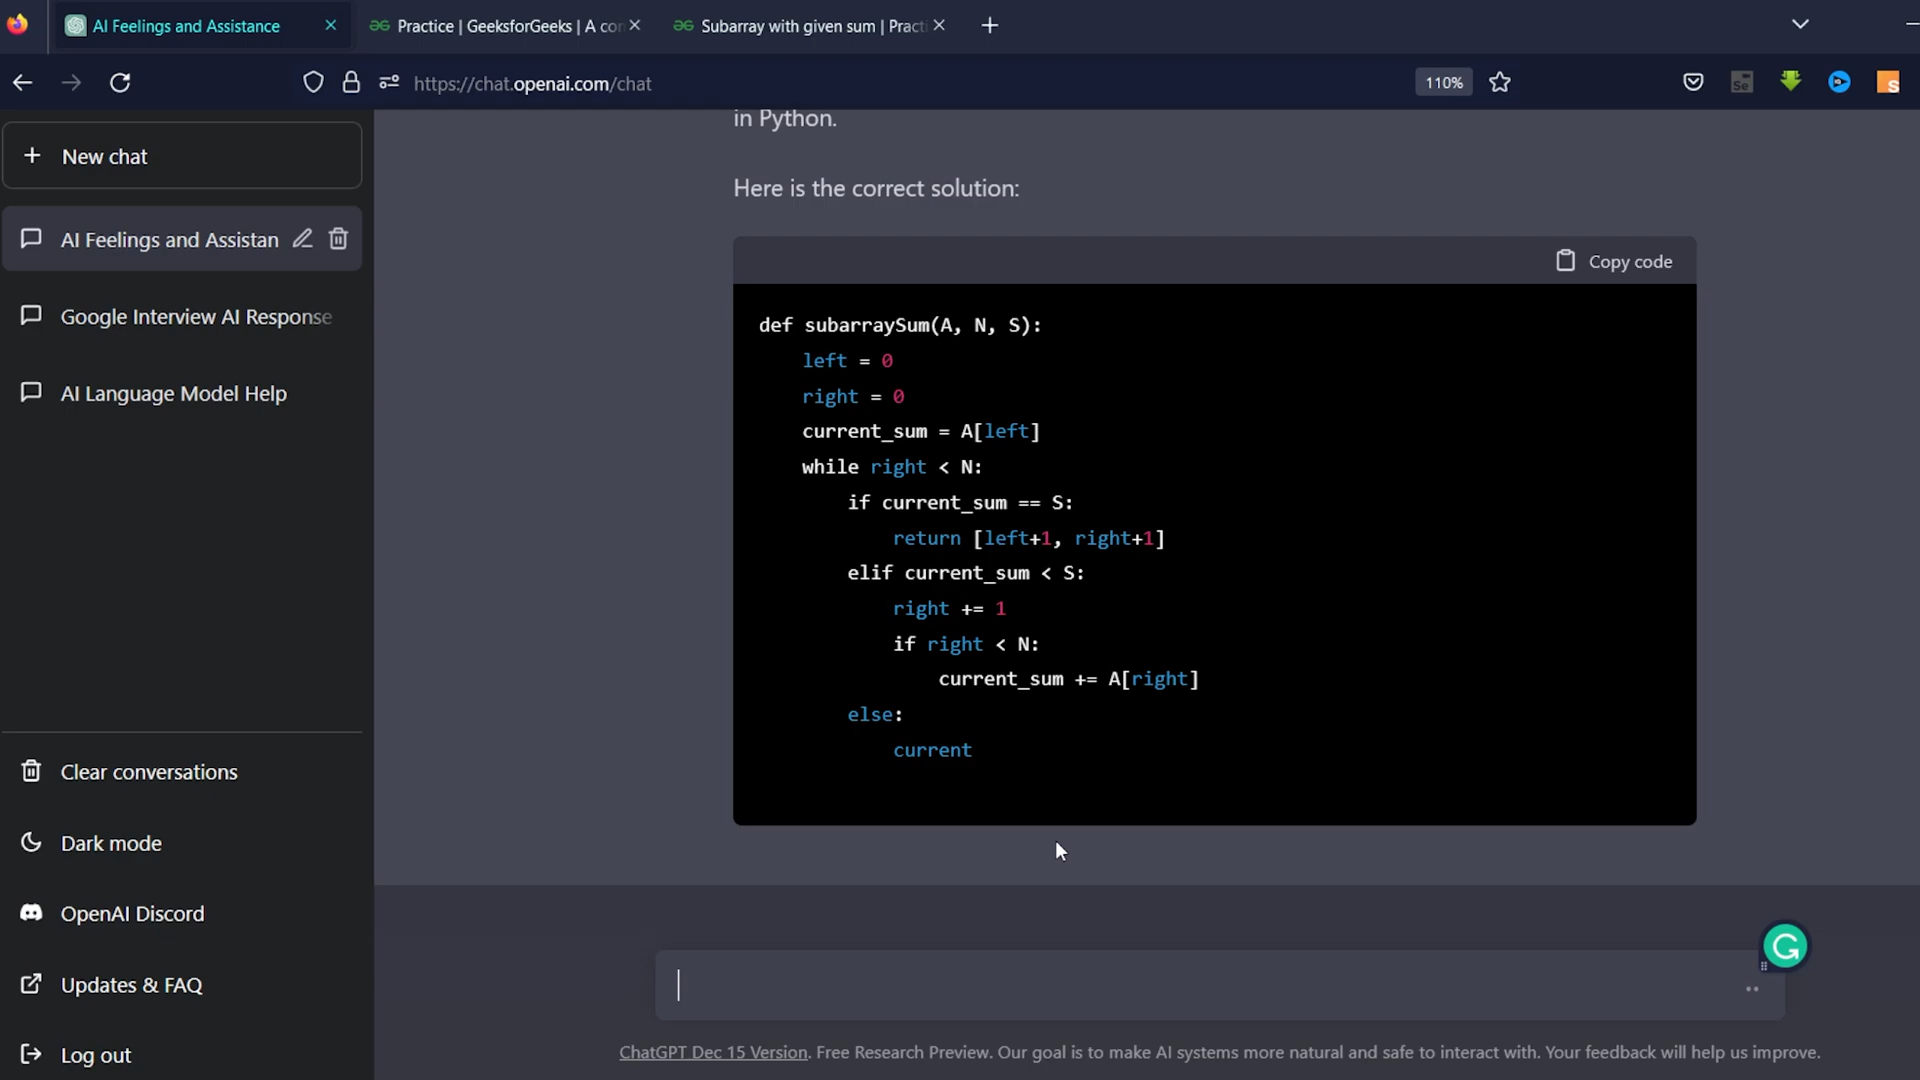 AI Feelings and Assistance
Practice | GeeksforGeeks | A co
Subarray with given sum | Pract
https://chat.openai.com/chat
110%
Se
S
New chat
AI Feelings and Assistan
Google Interview AI Response
AI Language Model Help
Clear conversations
Dark mode
OpenAI Discord
Updates & FAQ
Log out
in Python.
Here is the correct solution:
Copy code
def subarraySum(A, N, S):
    left = 0
    right = 0
    current_sum = A[left]
    while right < N:
        if current_sum == S:
            return [left+1, right+1]
        elif current_sum < S:
            right += 1
            if right < N:
                current_sum += A[right]
        else:
            current
G
ChatGPT Dec 15 Version. Free Research Preview. Our goal is to make AI systems more natural and safe to interact with. Your feedback will help us improve.